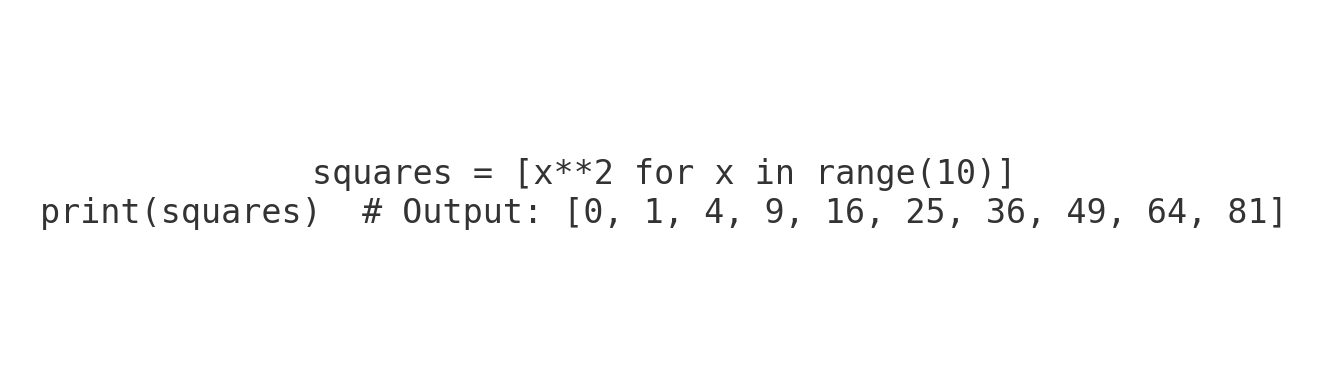 squares = [x**2 for x in range(10)]
print(squares)  # Output: [0, 1, 4, 9, 16, 25, 36, 49, 64, 81]